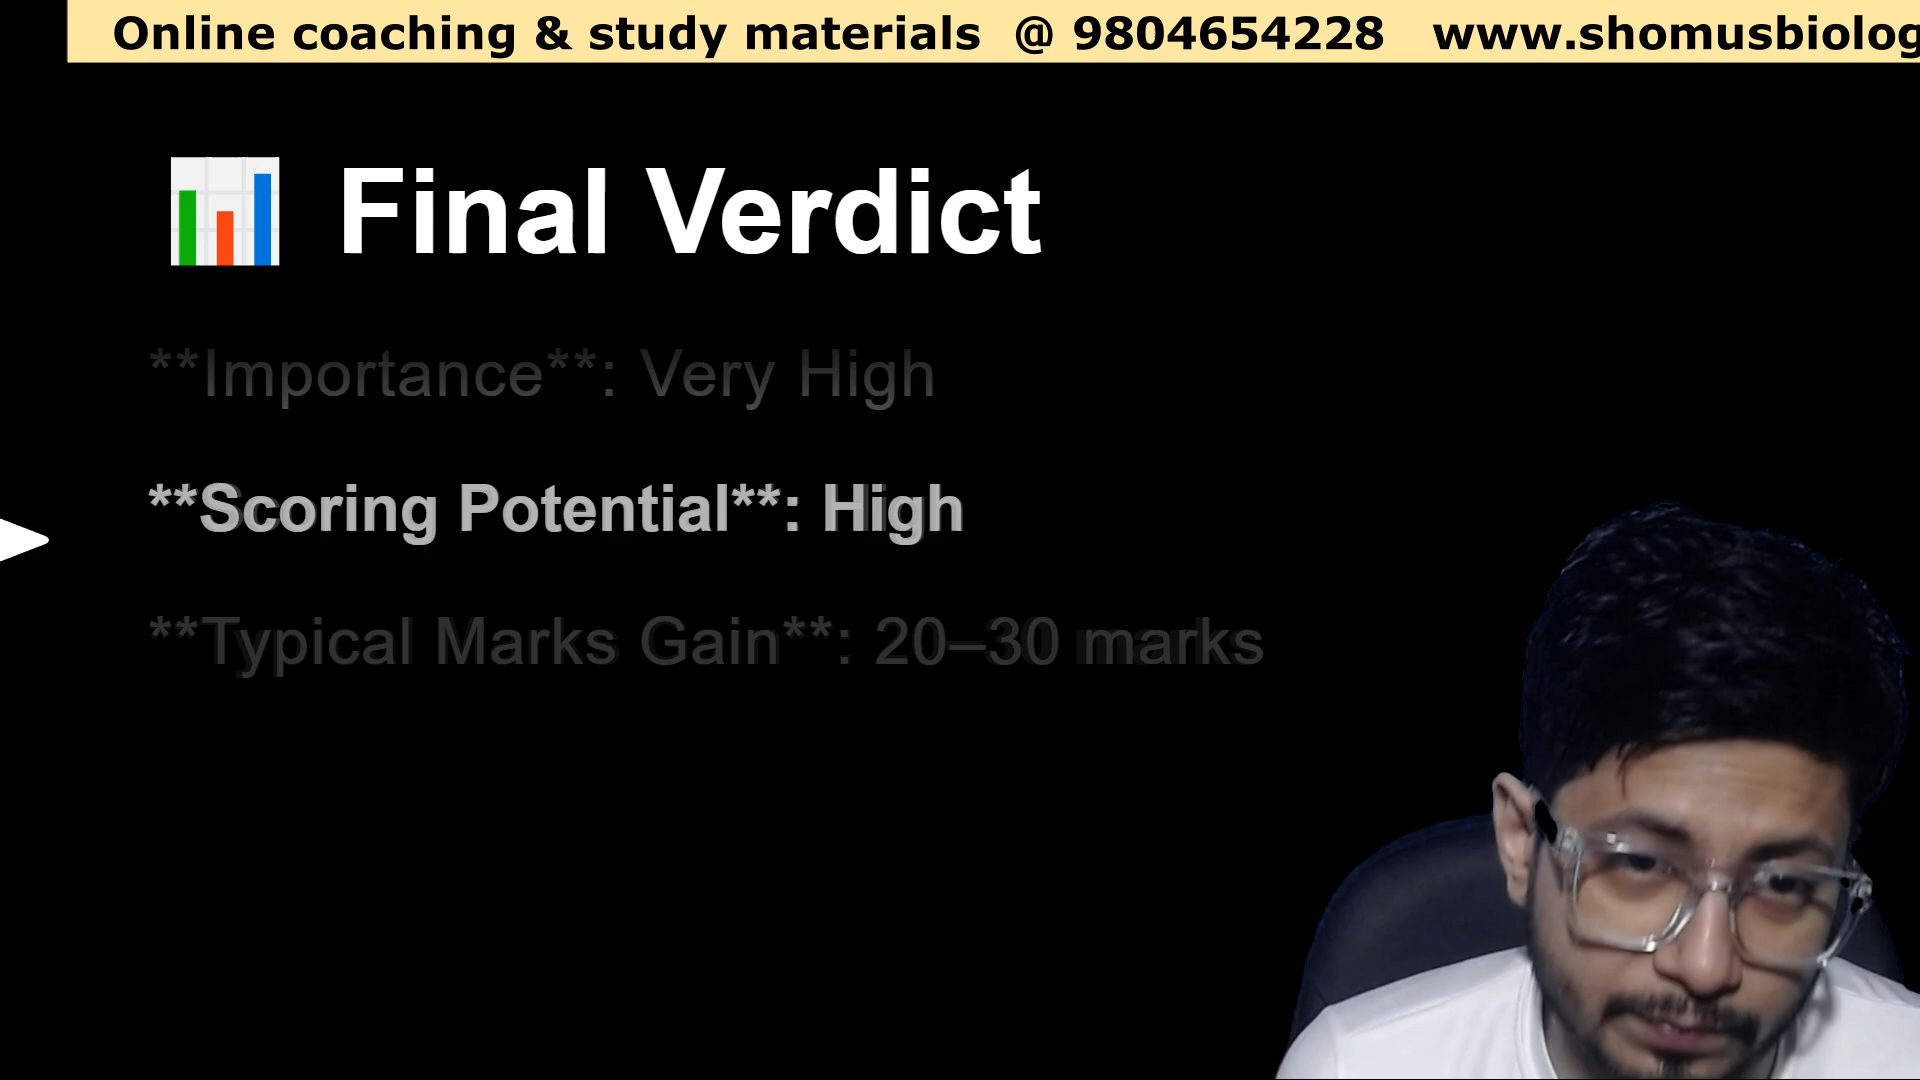 Online coaching & study materials @ 9804654228 www.shomusbiolog
Final Verdict
**Importance**: Very High
**Scoring Potential**: High
**Typical Marks Gain**: 20–30 marks